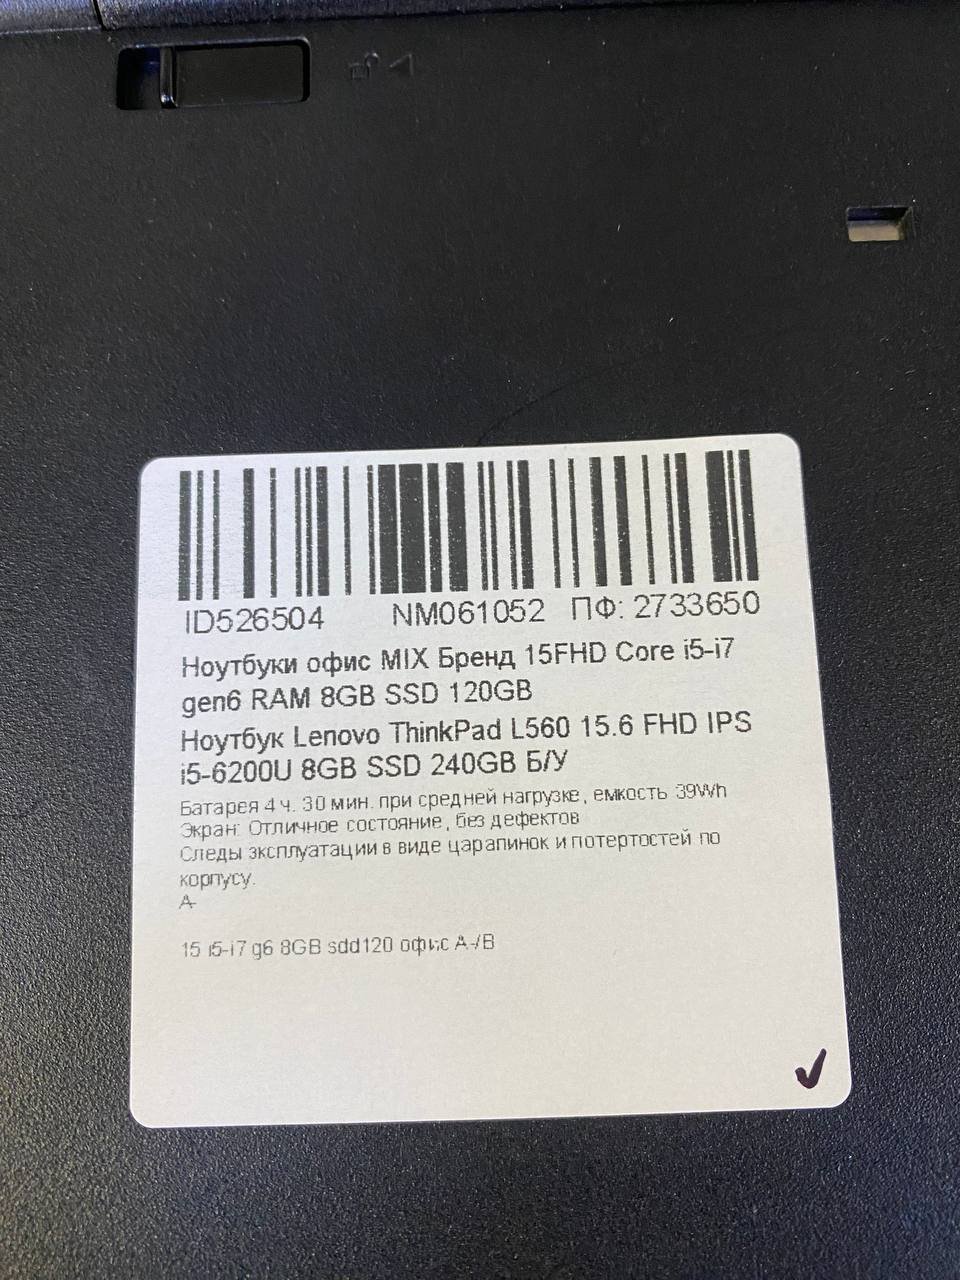 ID526504 NM061052 ПФ: 2733650
Ноутбуки офис MIX Бренд 15FHD Core i5-i7
gen6 RAM 8GB SSD 120GB
Ноутбук Lenovo ThinkPad L560 15.6 FHD IPS
i5-6200U 8GB SSD 240GB Б/У
Батарея 4 ч. 30 мин. при средней нагрузке, емкость 39Wh
Экран: Отличное состояние, без дефектов
Следы эксплуатации в виде царапинок и потертостей по
корпусу.
A-
15 i5-i7 g6 8GB sdd120 офис A-/B